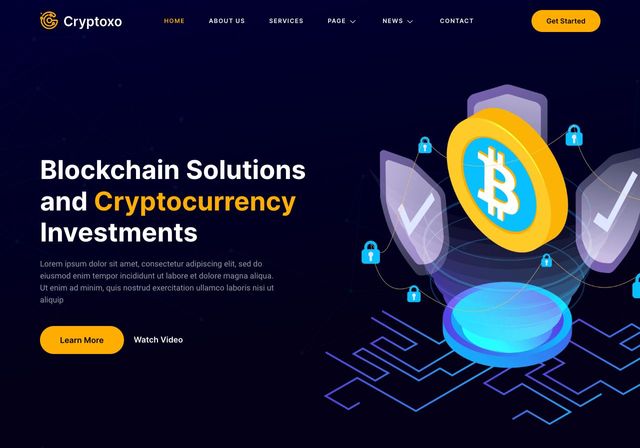 Cryptoxo HOME ABOUT US SERVICES PAGE NEWS CONTACT Get Started
Blockchain Solutions
and Cryptocurrency
Investments
Lorem ipsum dolor sit amet, consectetur adipiscing elit, sed do
eiusmod enim tempor incididunt ut labore et dolore magna aliqua.
Ut enim ad minim, quis nostrud exercitation ullamco laboris nisi ut
aliquip
Learn More Watch Video